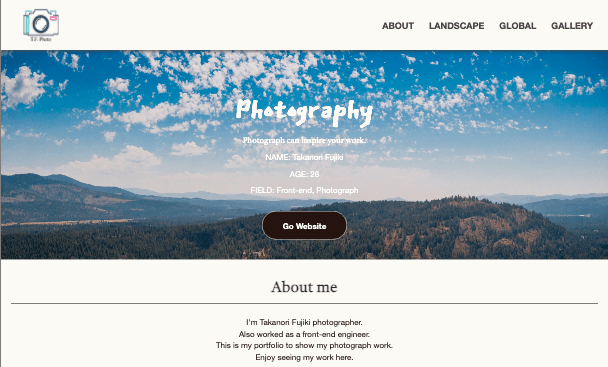 T.F. Photo
ABOUT LANDSCAPE GLOBAL GALLERY
Photography
Photograph can inspire your work.
NAME: Takanori Fujiki
AGE: 26
FIELD: Front-end, Photograph
Go Website
About me
I'm Takanori Fujiki photographer.
Also worked as a front-end engineer.
This is my portfolio to show my photograph work.
Enjoy seeing my work here.